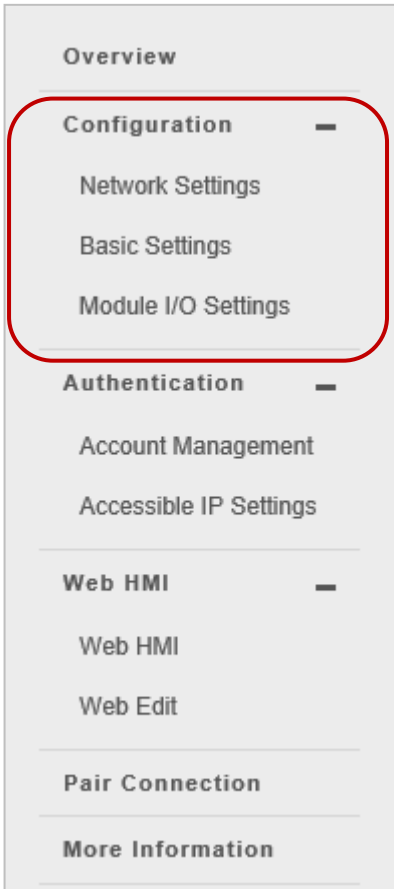 Overview
Configuration
Network Settings
Basic Settings
Module I/O Settings
Authentication
Account Management
Accessible IP Settings
Web HMI
Web HMI
Web Edit
Pair Connection
More Information